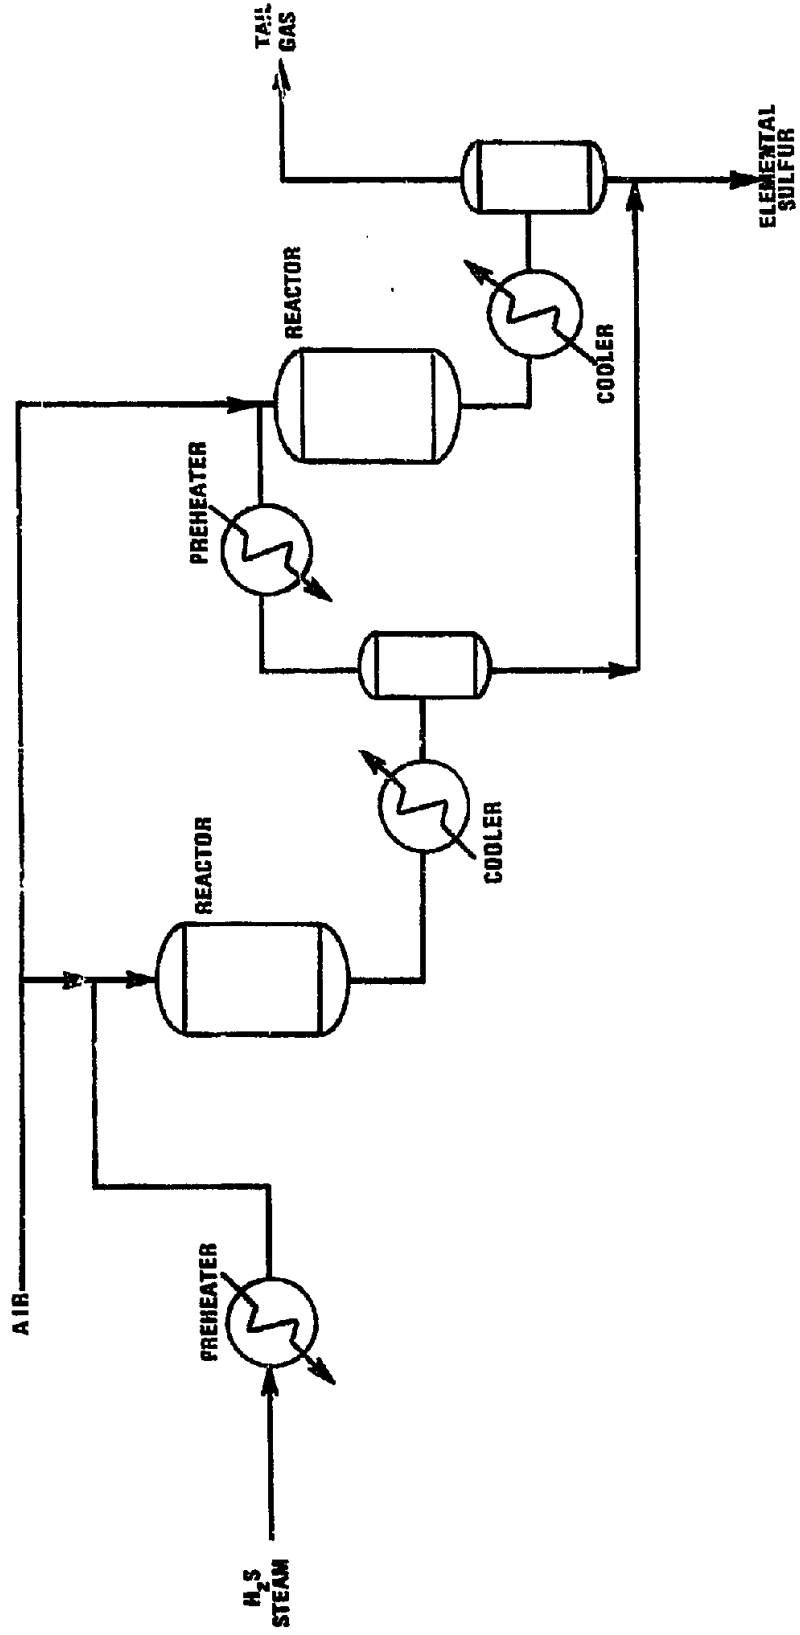 AIR
H₂S
STEAM
PREHEATER
REACTOR
COOLER
PREHEATER
REACTOR
COOLER
TAIL
GAS
ELEMENTAL
SULFUR